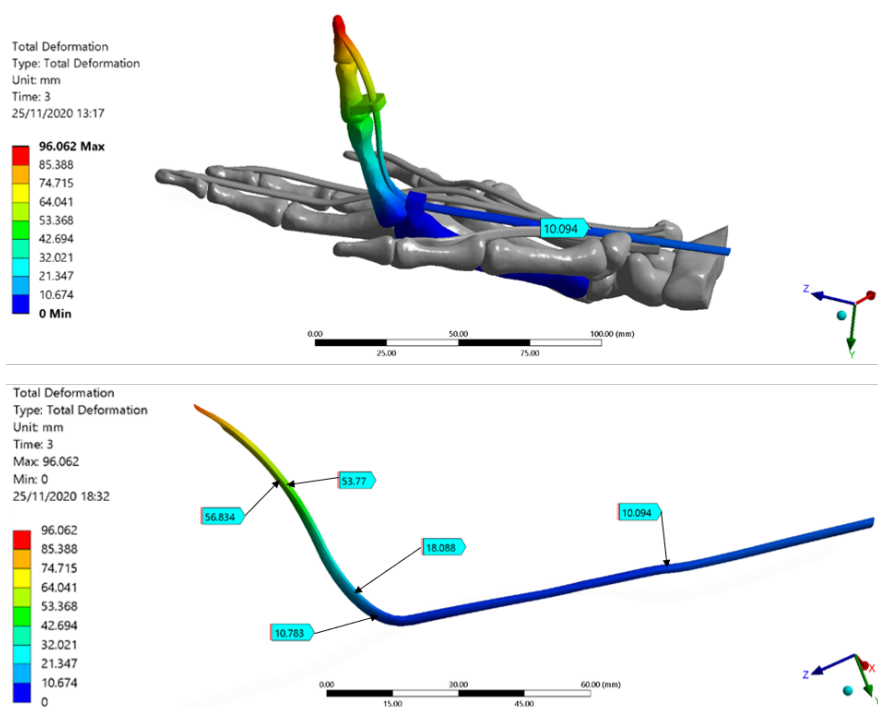 Total Deformation
Type: Total Deformation
Unit: mm
Time: 3
25/11/2020 13:17
96.062 Max
85.388
74.715
64.041
53.368
42.694
32.021
21.347
10.674
0 Min
10.094
0.00 50.00 100.00 (mm)
25.00 75.00
Z
Y
Total Deformation
Type: Total Deformation
Unit: mm
Time: 3
Max: 96.062
Min: 0
25/11/2020 18:32
96.062
85.388
74.715
64.041
53.368
42.694
32.021
21.347
10.674
0
53.77
56.834
10.094
18.088
10.783
0.00 30.00 60.00 (mm)
15.00 45.00
Z
X